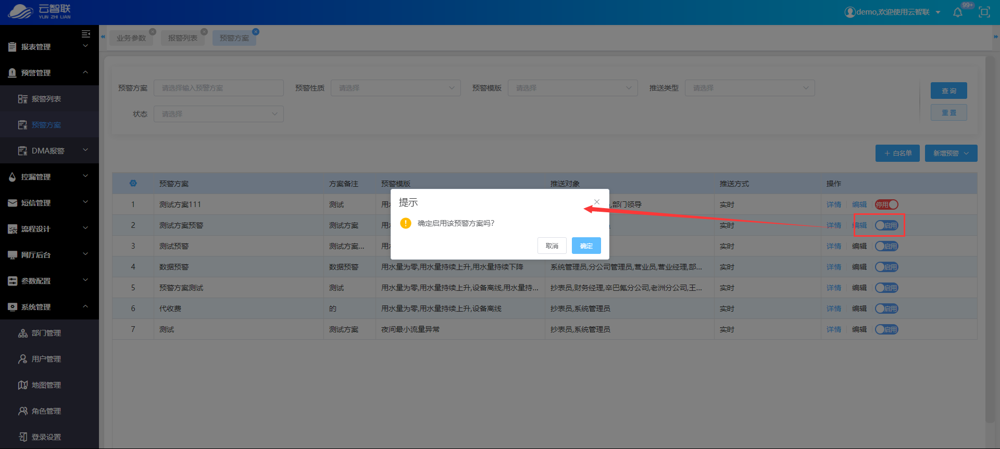 云智联
YUN ZHI LIAN
demo,欢迎使用云智联
99+
业务参数
报警列表
预警方案
报表管理
预警管理
报警列表
预警方案
DMA报警
控漏管理
短信管理
流程设计
网厅后台
参数配置
系统管理
部门管理
用户管理
地图管理
角色管理
登录设置
预警方案 请选择输入预警方案 预警性质 请选择 预警模版 请选择 推送类型 请选择
状态 请选择
查 询
重 置
白名单
新增预警
预警方案 方案备注 预警模版 推送对象 推送方式 操作
1 测试方案111 测试 用 ,部门领导 实时 详情 编辑 停用
2 测试方案预警 测试方案 用 实时 详情 编辑 启用
3 测试预警 测试方案... 用 实时 详情 编辑 启用
4 数据预警 数据预警 用水量为零,用水量持续上升,用水量持续下降 系统管理员,分公司管理员,营业员,营业经理,部... 实时 详情 编辑 启用
5 预警方案测试 测试 用水量为零,用水量持续上升,设备离线,用水量持... 抄表员,财务经理,辛巴氪分公司,老洲分公司,王... 实时 详情 编辑 启用
6 代收费 的 用水量为零,用水量持续上升,设备离线 抄表员,系统管理员 实时 详情 编辑 启用
7 测试 测试方案 夜间最小流量异常 抄表员,系统管理员 实时 详情 编辑 启用
提示
确定启用该预警方案吗?
取消
确定